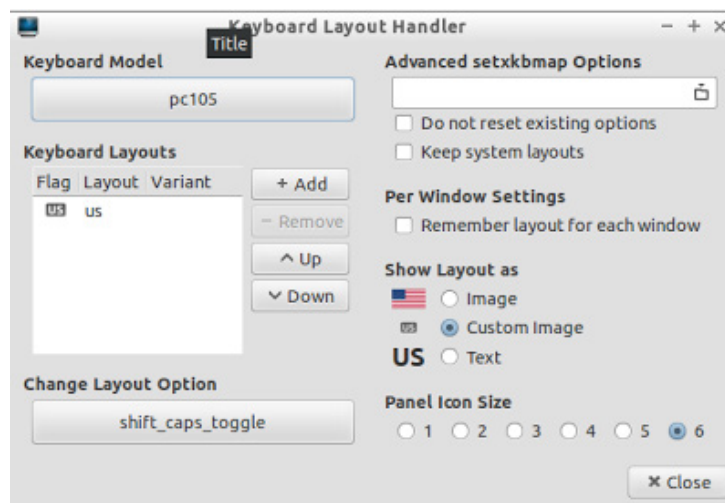 Keyboard Layout Handler
Title
Keyboard Model
pc105
Keyboard Layouts
Flag Layout Variant
US us
+ Add
− Remove
Up
Down
Change Layout Option
shift_caps_toggle
Advanced setxkbmap Options
Do not reset existing options
Keep system layouts
Per Window Settings
Remember layout for each window
Show Layout as
Image
US Custom Image
US Text
Panel Icon Size
1 2 3 4 5 6
Close